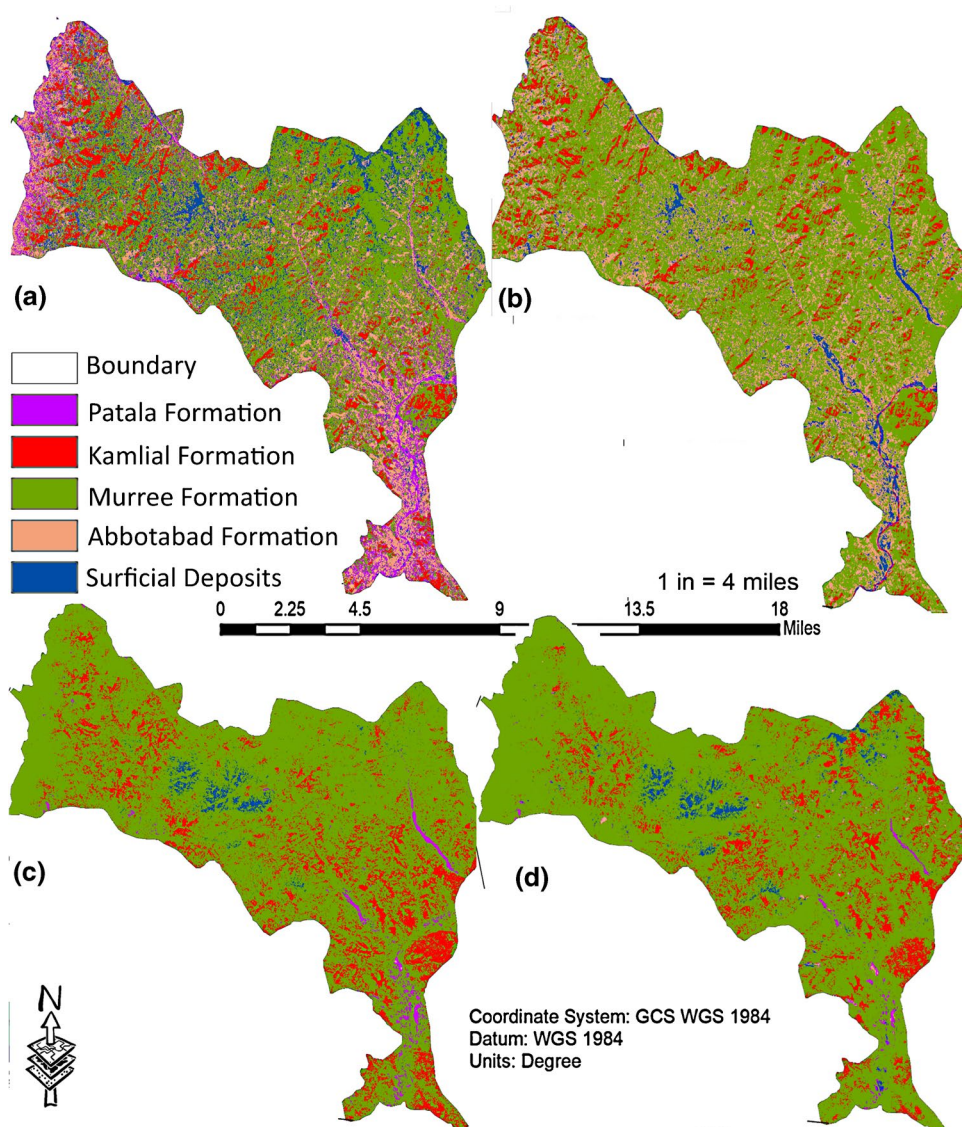 (a)
(b)
Boundary
Patala Formation
Kamlial Formation
Murree Formation
Abbotabad Formation
Surficial Deposits
1 in = 4 miles
0 2.25 4.5 9 13.5 18
Miles
(c)
(d)
N
Coordinate System: GCS WGS 1984
Datum: WGS 1984
Units: Degree